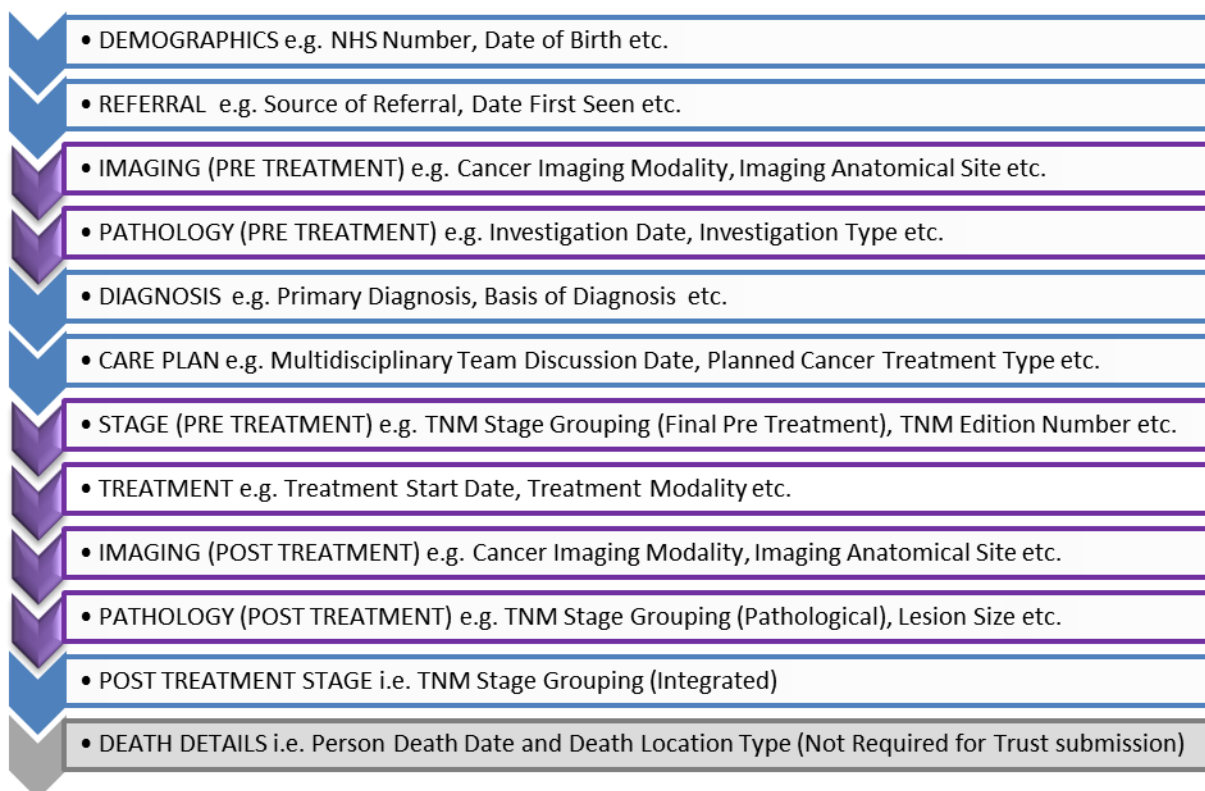 • DEMOGRAPHICS e.g. NHS Number, Date of Birth etc.
• REFERRAL e.g. Source of Referral, Date First Seen etc.
• IMAGING (PRE TREATMENT) e.g. Cancer Imaging Modality, Imaging Anatomical Site etc.
• PATHOLOGY (PRE TREATMENT) e.g. Investigation Date, Investigation Type etc.
• DIAGNOSIS e.g. Primary Diagnosis, Basis of Diagnosis etc.
• CARE PLAN e.g. Multidisciplinary Team Discussion Date, Planned Cancer Treatment Type etc.
• STAGE (PRE TREATMENT) e.g. TNM Stage Grouping (Final Pre Treatment), TNM Edition Number etc.
• TREATMENT e.g. Treatment Start Date, Treatment Modality etc.
• IMAGING (POST TREATMENT) e.g. Cancer Imaging Modality, Imaging Anatomical Site etc.
• PATHOLOGY (POST TREATMENT) e.g. TNM Stage Grouping (Pathological), Lesion Size etc.
• POST TREATMENT STAGE i.e. TNM Stage Grouping (Integrated)
• DEATH DETAILS i.e. Person Death Date and Death Location Type (Not Required for Trust submission)